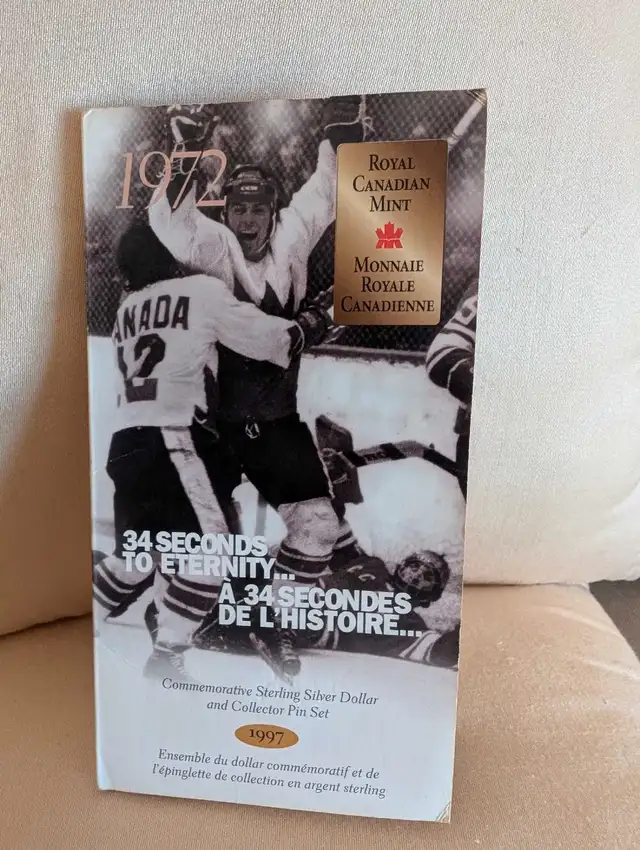 1972
ROYAL
CANADIAN
MINT
MONNAIE
ROYALE
CANADIENNE
ANADA
12
34 SECONDS
TO ETERNITY...
À 34 SECONDES
DE L'HISTOIRE...
Commemorative Sterling Silver Dollar
and Collector Pin Set
1997
Ensemble du dollar commémoratif et de
l'épinglette de collection en argent sterling